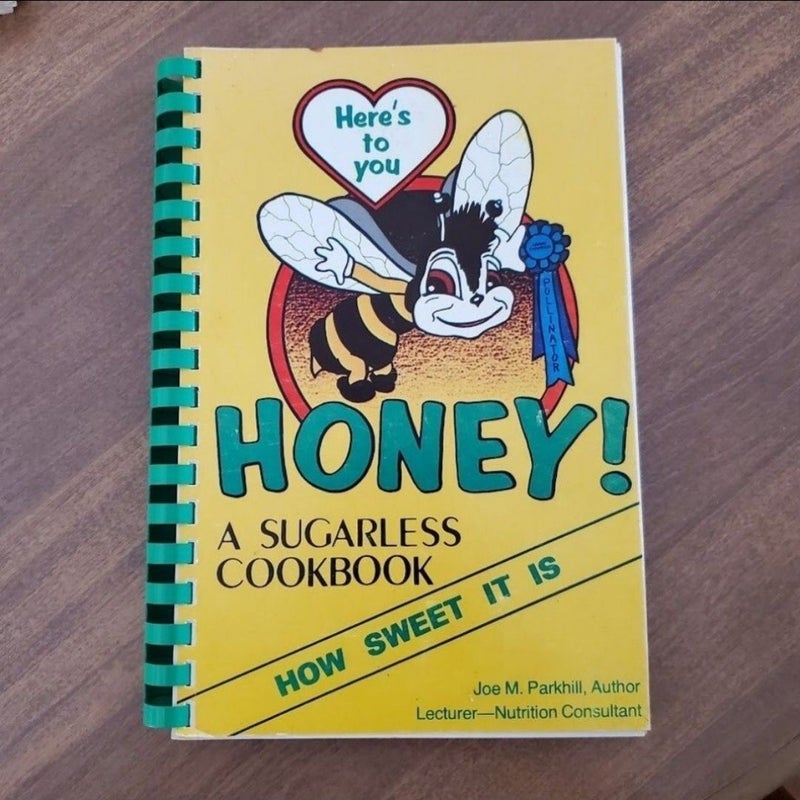 Here's
to
you
POLLINATOR
HONEY!
A SUGARLESS
COOKBOOK
HOW SWEET IT IS
Joe M. Parkhill, Author
Lecturer—Nutrition Consultant